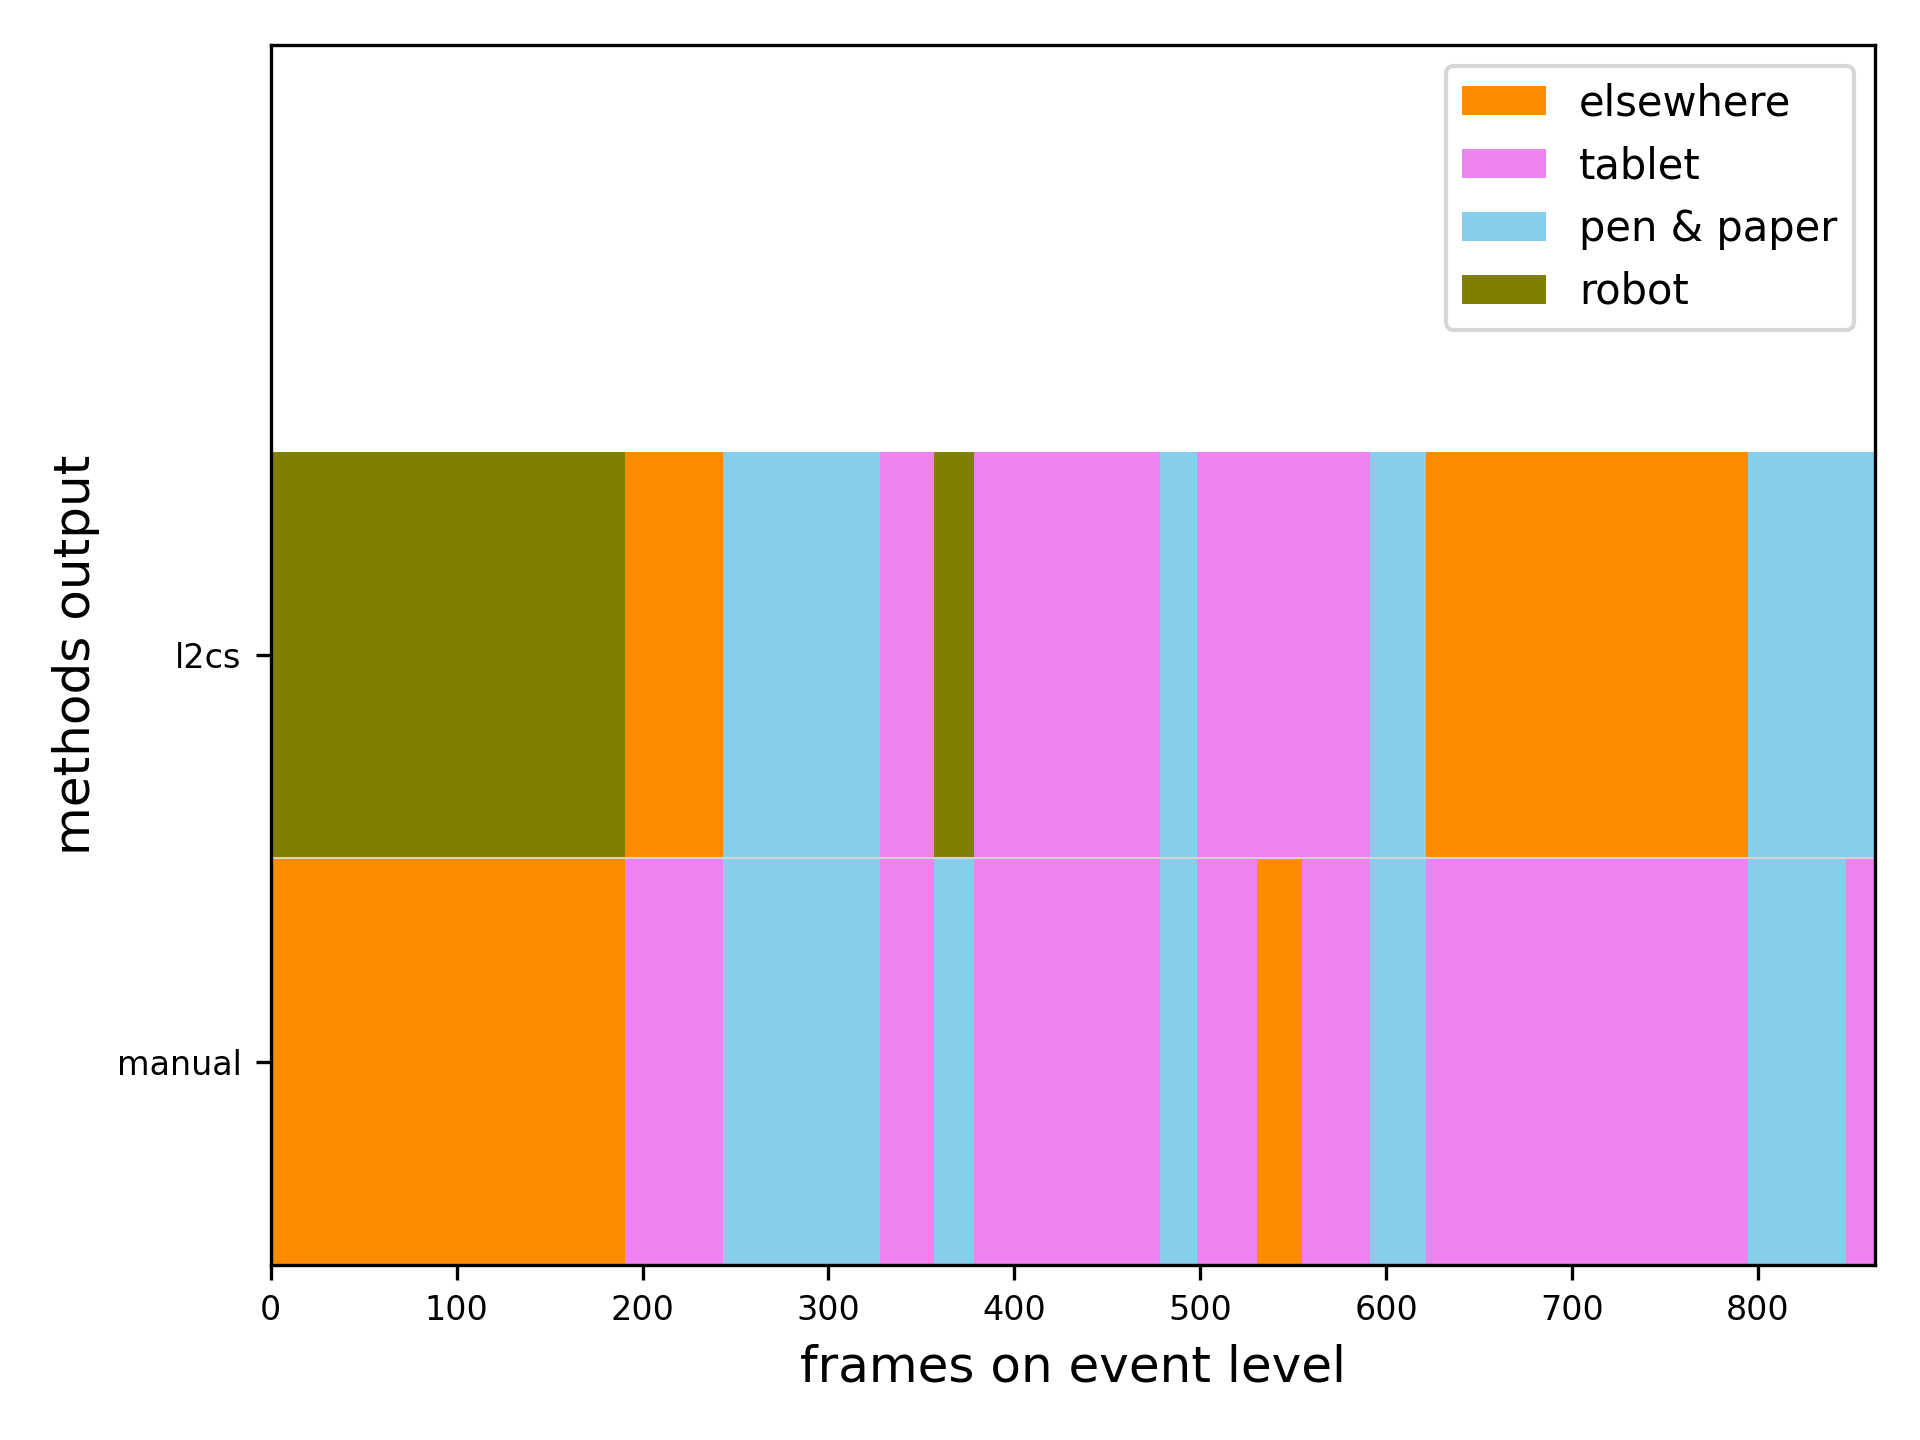 elsewhere
tablet
pen & paper
robot
methods output
l2cs
manual
0 100 200 300 400 500 600 700 800
frames on event level